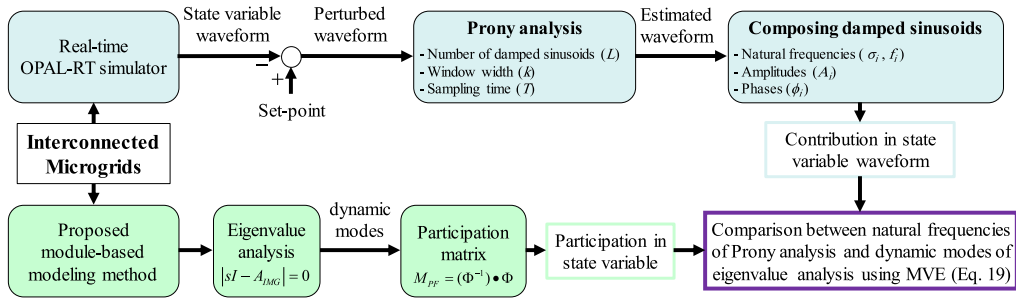 Real-time
OPAL-RT simulator
State variable
waveform
−
+
Set-point
Perturbed
waveform
Prony analysis
- Number of damped sinusoids (L)
- Window width (k)
- Sampling time (T)
Estimated
waveform
Composing damped sinusoids
- Natural frequencies ( σᵢ , fᵢ)
- Amplitudes (Aᵢ)
- Phases (ϕᵢ)
Interconnected
Microgrids
Contribution in state
variable waveform
Proposed
module-based
modeling method
Eigenvalue
analysis
|sI − A_IMG| = 0
dynamic
modes
Participation
matrix
M_PF = (Φ⁻¹) • Φ
Participation in
state variable
Comparison between natural frequencies
of Prony analysis and dynamic modes of
eigenvalue analysis using MVE (Eq. 19)